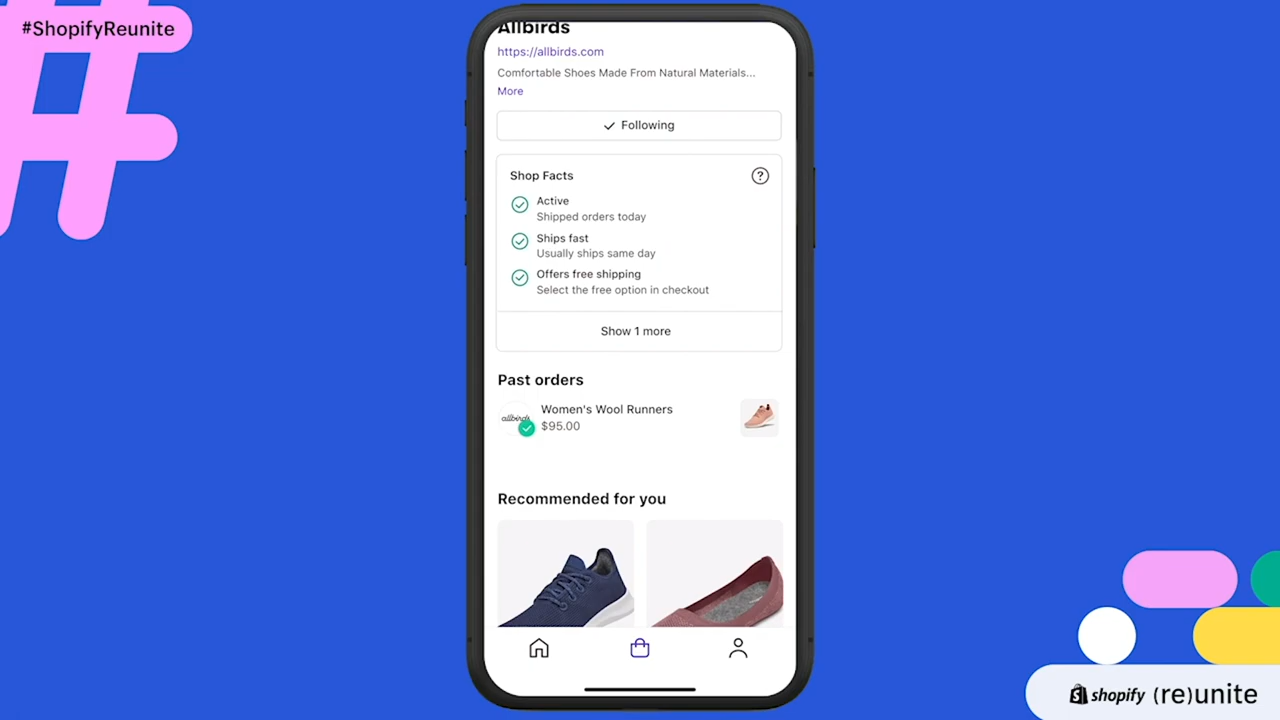 #ShopifyReunite
Allbirds
https://allbirds.com
Comfortable Shoes Made From Natural Materials...
More
Following
Shop Facts
?
Active
Shipped orders today
Ships fast
Usually ships same day
Offers free shipping
Select the free option in checkout
Show 1 more
Past orders
allbirds
Women's Wool Runners
$95.00
Recommended for you
shopify (re)unite